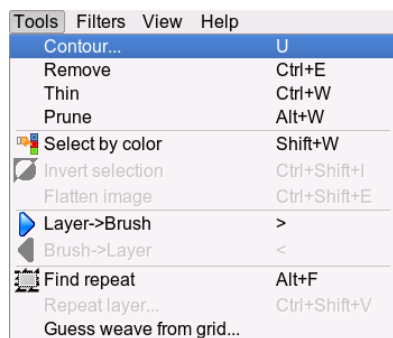 Tools Filters View Help
Contour... U
Remove Ctrl+E
Thin Ctrl+W
Prune Alt+W
Select by color Shift+W
Invert selection Ctrl+Shift+I
Flatten image Ctrl+Shift+E
Layer->Brush >
Brush->Layer <
Find repeat Alt+F
Repeat layer... Ctrl+Shift+V
Guess weave from grid...